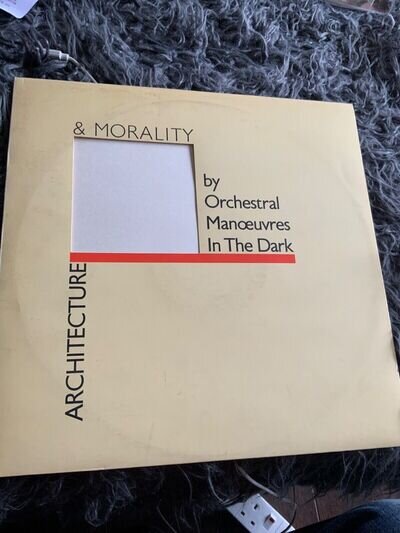 ARCHITECTURE
& MORALITY
by
Orchestral
Manœuvres
In The Dark